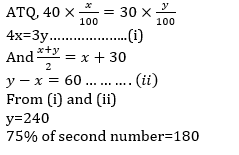 ATQ, 40 × x/100 = 30 × y/100
4x=3y………………..(i)
And (x+y)/2 = x + 30
y − x = 60 … … … . (ii)
From (i) and (ii)
y=240
75% of second number=180